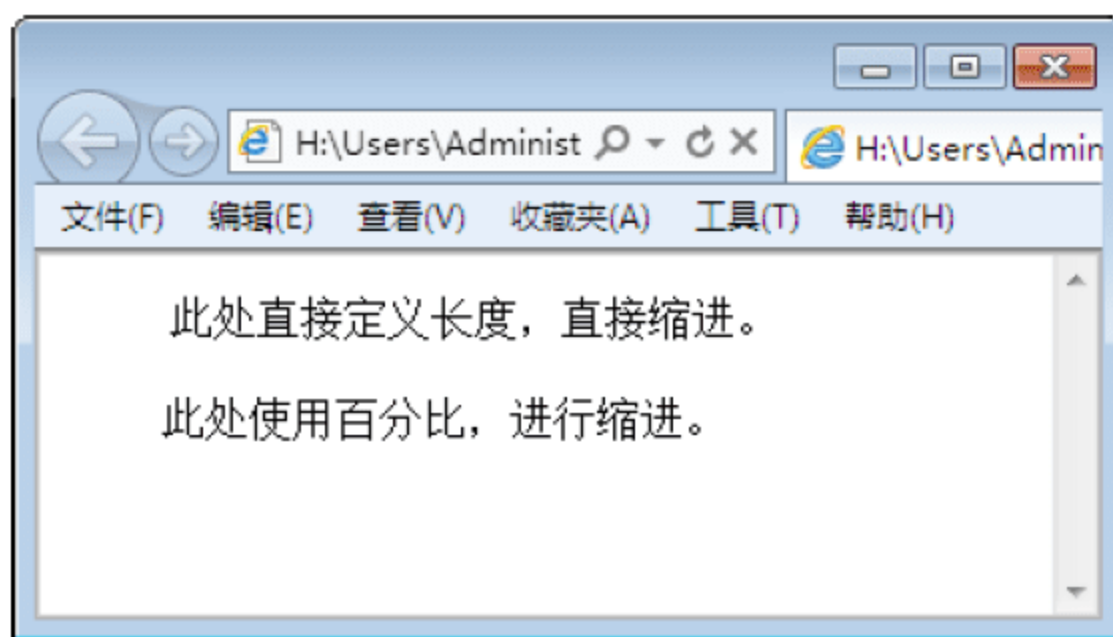 H:\Users\Administ
H:\Users\Admin
文件(F) 编辑(E) 查看(V) 收藏夹(A) 工具(T) 帮助(H)
此处直接定义长度，直接缩进。
此处使用百分比，进行缩进。